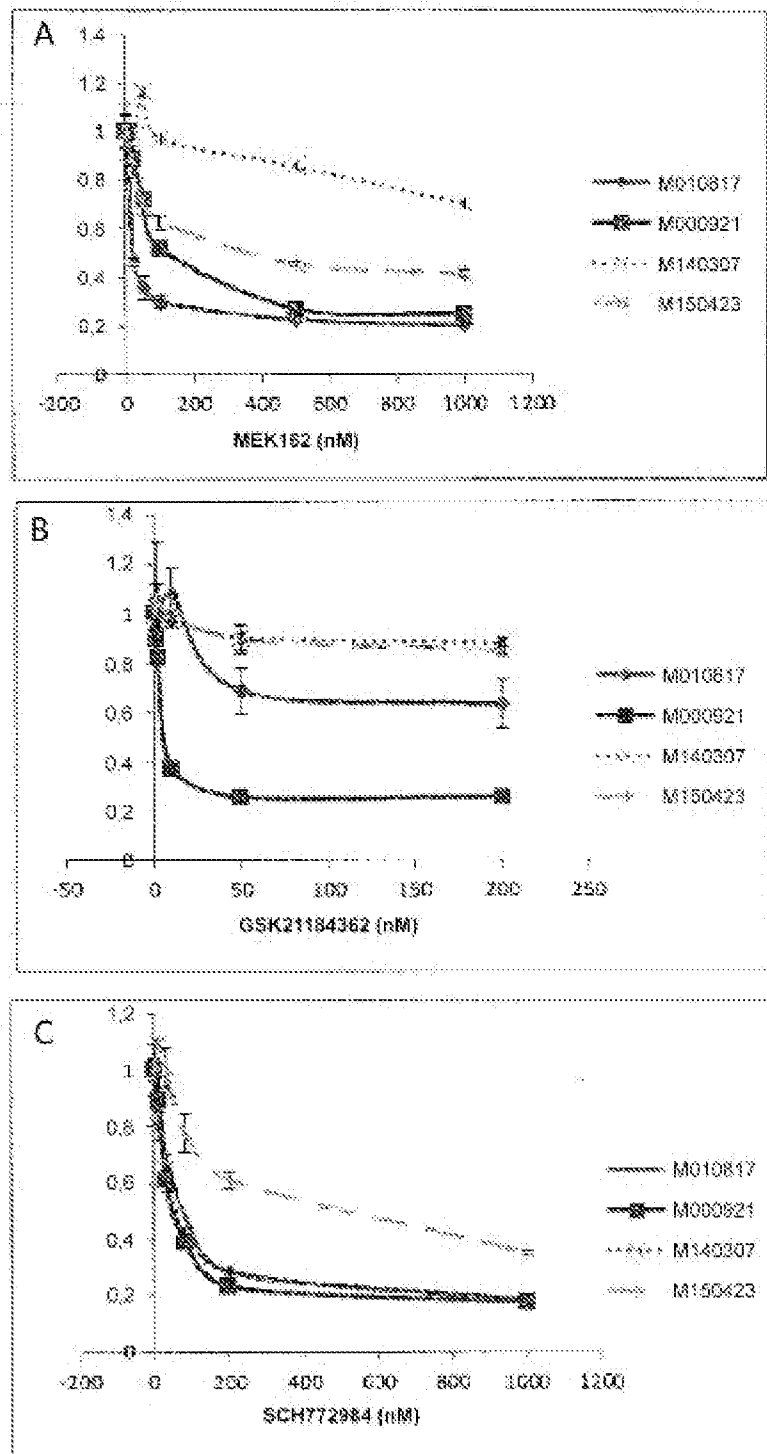 A
1.4
1.2
1
0.8
0.6
0.4
0.2
0
-200 0 200 400 600 800 1000 1200
MEK162 (nM)
M010817
M000921
M140307
M150423
B
1.4
1.2
1
0.8
0.6
0.4
0.2
0
-50 0 50 100 150 200 250
GSK21184362 (nM)
M010817
M000921
M140307
M150423
C
1.2
1
0.8
0.6
0.4
0.2
0
-200 0 200 400 600 800 1000 1200
SCH772984 (nM)
M010817
M000921
M140307
M150423